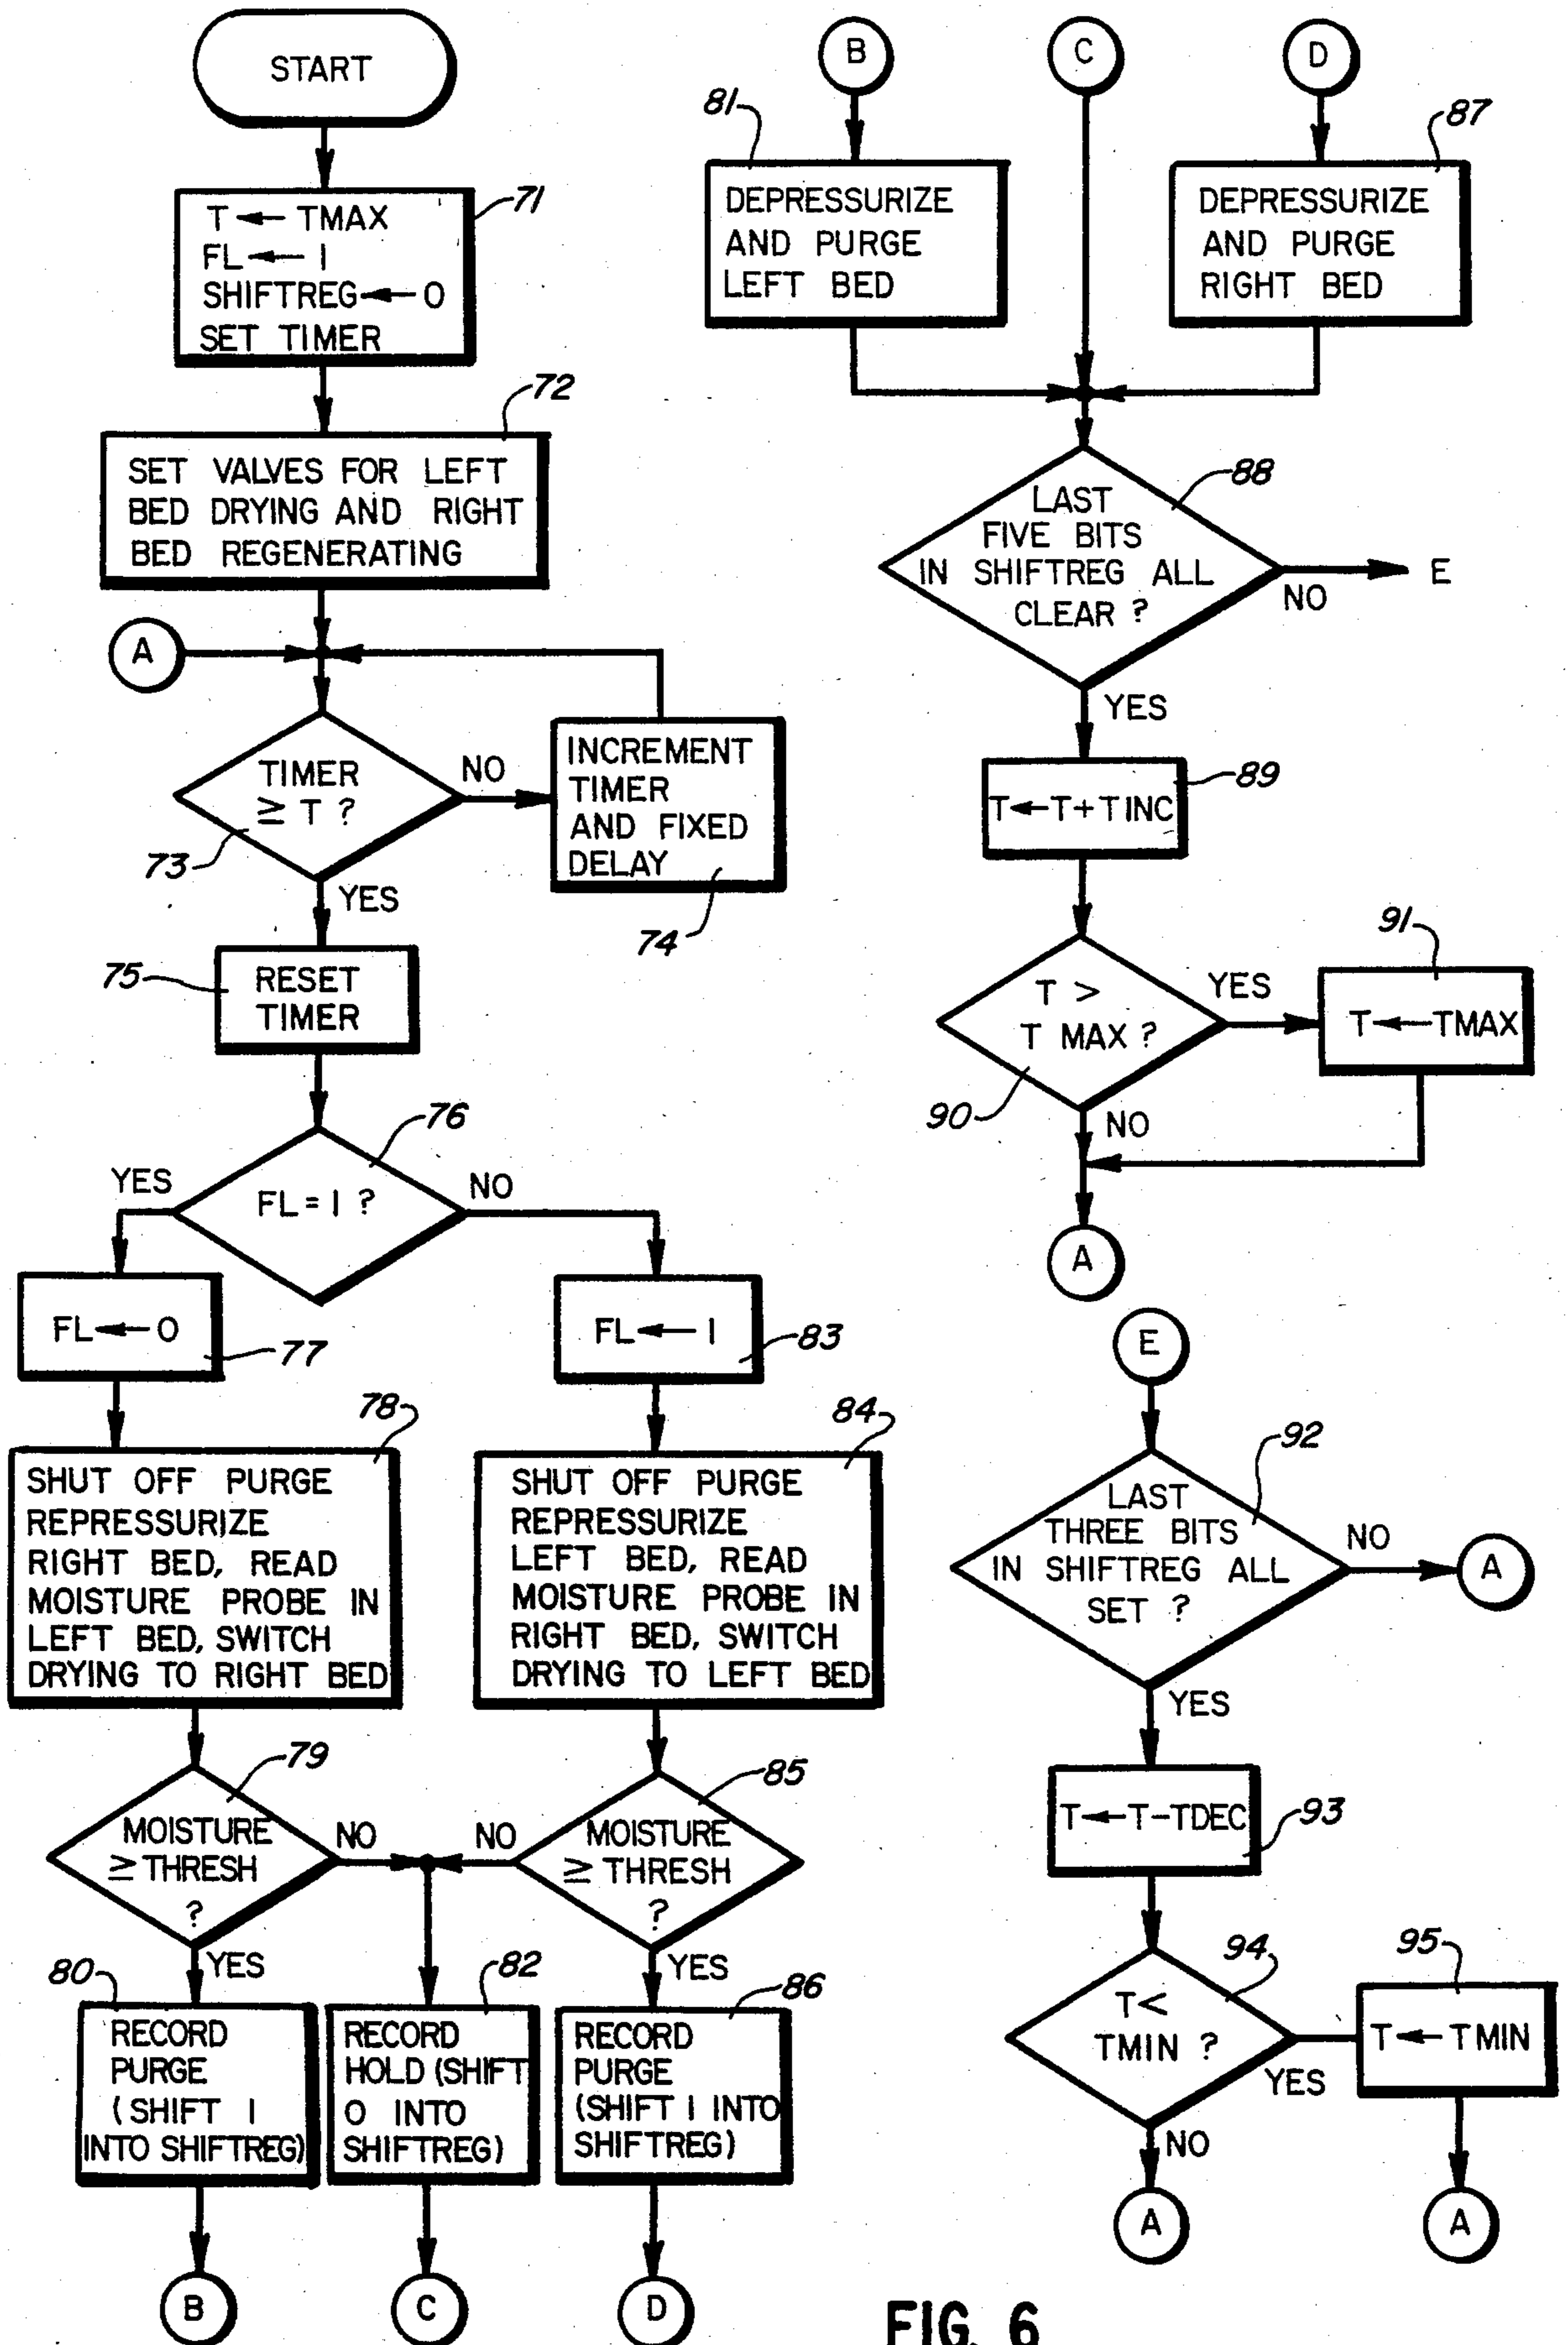 START
T ← TMAX
FL ← 1
SHIFTREG ← 0
SET TIMER
71
72
SET VALVES FOR LEFT
BED DRYING AND RIGHT
BED REGENERATING
A
TIMER
≥ T ?
73
NO
YES
INCREMENT
TIMER
AND FIXED
DELAY
74
75
RESET
TIMER
76
FL = 1 ?
YES
NO
FL ← 0
77
FL ← 1
83
78
SHUT OFF PURGE
REPRESSURIZE
RIGHT BED, READ
MOISTURE PROBE IN
LEFT BED, SWITCH
DRYING TO RIGHT BED
84
SHUT OFF PURGE
REPRESSURIZE
LEFT BED, READ
MOISTURE PROBE IN
RIGHT BED, SWITCH
DRYING TO LEFT BED
79
MOISTURE
≥ THRESH
?
NO
YES
85
MOISTURE
≥ THRESH
?
NO
YES
80
RECORD
PURGE
(SHIFT 1
INTO SHIFTREG)
82
RECORD
HOLD (SHIFT
0 INTO
SHIFTREG)
86
RECORD
PURGE
(SHIFT 1 INTO
SHIFTREG)
B
C
D
B
C
D
81
DEPRESSURIZE
AND PURGE
LEFT BED
87
DEPRESSURIZE
AND PURGE
RIGHT BED
88
LAST
FIVE BITS
IN SHIFTREG ALL
CLEAR ?
NO
E
YES
89
T ← T + TINC
T >
T MAX ?
90
YES
91
T ← TMAX
NO
A
E
92
LAST
THREE BITS
IN SHIFTREG ALL
SET ?
NO
A
YES
T ← T - TDEC
93
94
T <
TMIN ?
YES
95
T ← TMIN
NO
A
A
FIG. 6